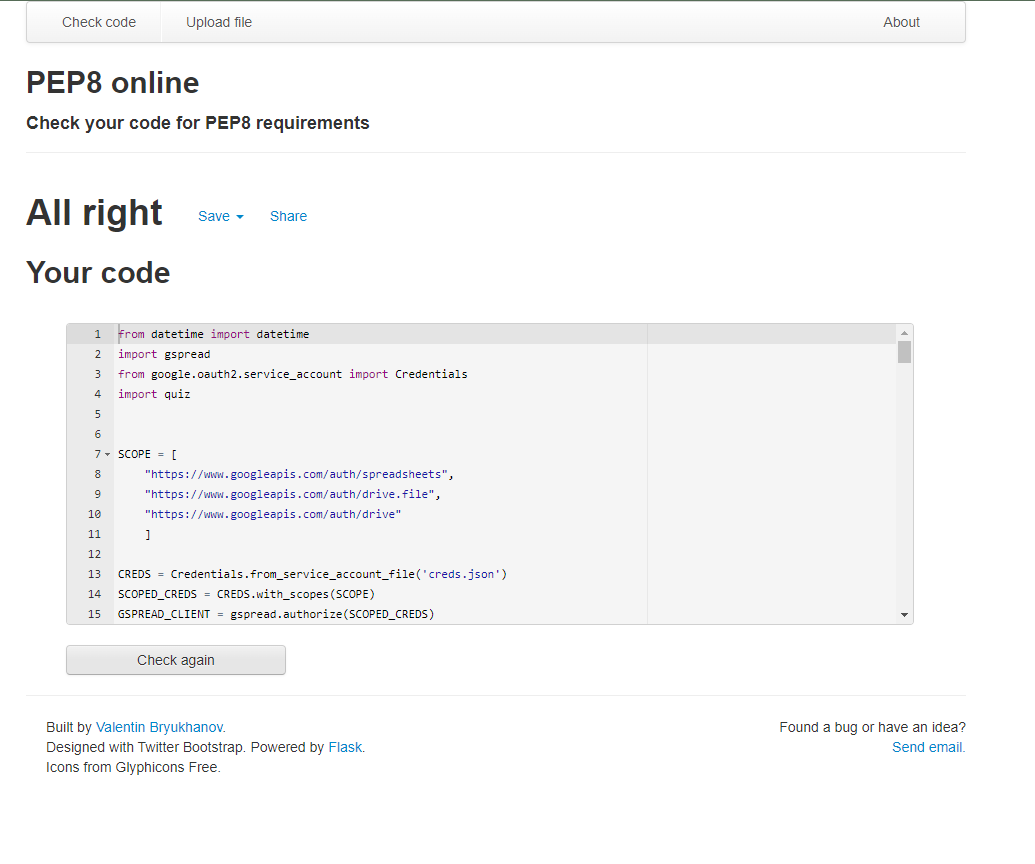 Check code Upload file About
PEP8 online
Check your code for PEP8 requirements
All right Save Share
Your code
1 from datetime import datetime
2 import gspread
3 from google.oauth2.service_account import Credentials
4 import quiz
5
6
7 SCOPE = [
8     "https://www.googleapis.com/auth/spreadsheets",
9     "https://www.googleapis.com/auth/drive.file",
10     "https://www.googleapis.com/auth/drive"
11     ]
12
13 CREDS = Credentials.from_service_account_file('creds.json')
14 SCOPED_CREDS = CREDS.with_scopes(SCOPE)
15 GSPREAD_CLIENT = gspread.authorize(SCOPED_CREDS)
Check again
Built by Valentin Bryukhanov. Found a bug or have an idea?
Designed with Twitter Bootstrap. Powered by Flask. Send email.
Icons from Glyphicons Free.